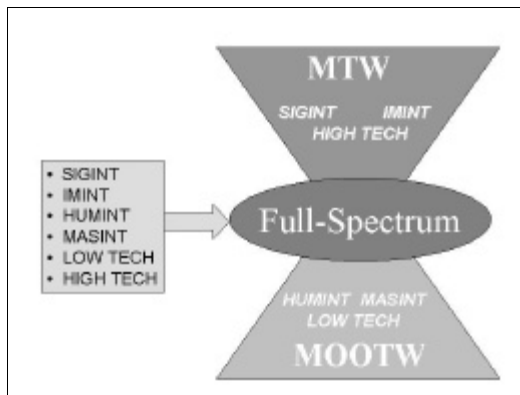 MTW
SIGINT IMINT
HIGH TECH
• SIGINT
• IMINT
• HUMINT
• MASINT
• LOW TECH
• HIGH TECH
Full-Spectrum
HUMINT MASINT
LOW TECH
MOOTW